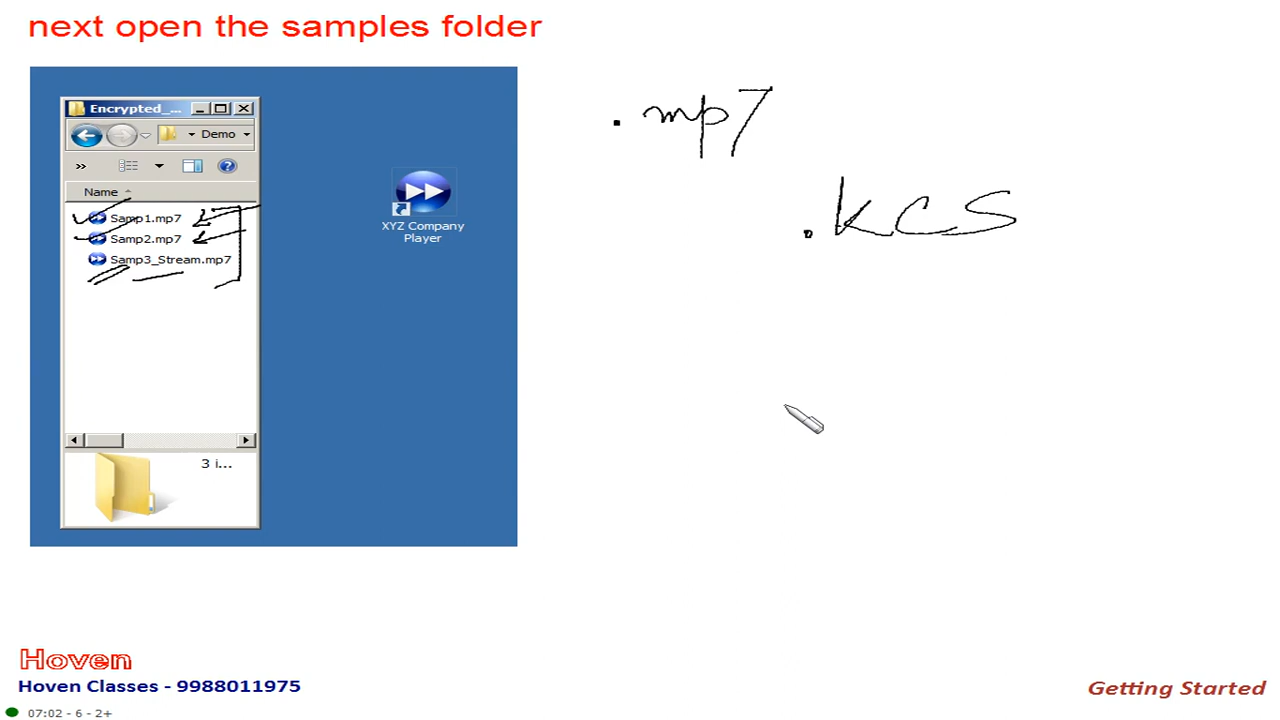 next open the samples folder
Encrypted_...
Demo
»
Name
Samp1.mp7
Samp2.mp7
Samp3_Stream.mp7
3 i...
XYZ Company
Player
.mp7
.kcs
Hoven
Hoven Classes - 9988011975
07:02 - 6 - 2+
Getting Started